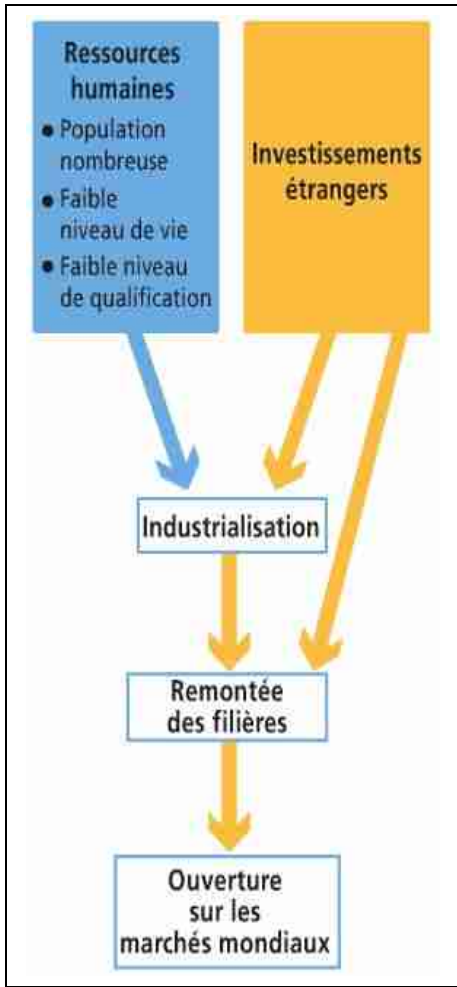 Ressources
humaines
• Population
nombreuse
• Faible
niveau de vie
• Faible niveau
de qualification
Investissements
étrangers
Industrialisation
Remontée
des filières
Ouverture
sur les
marchés mondiaux